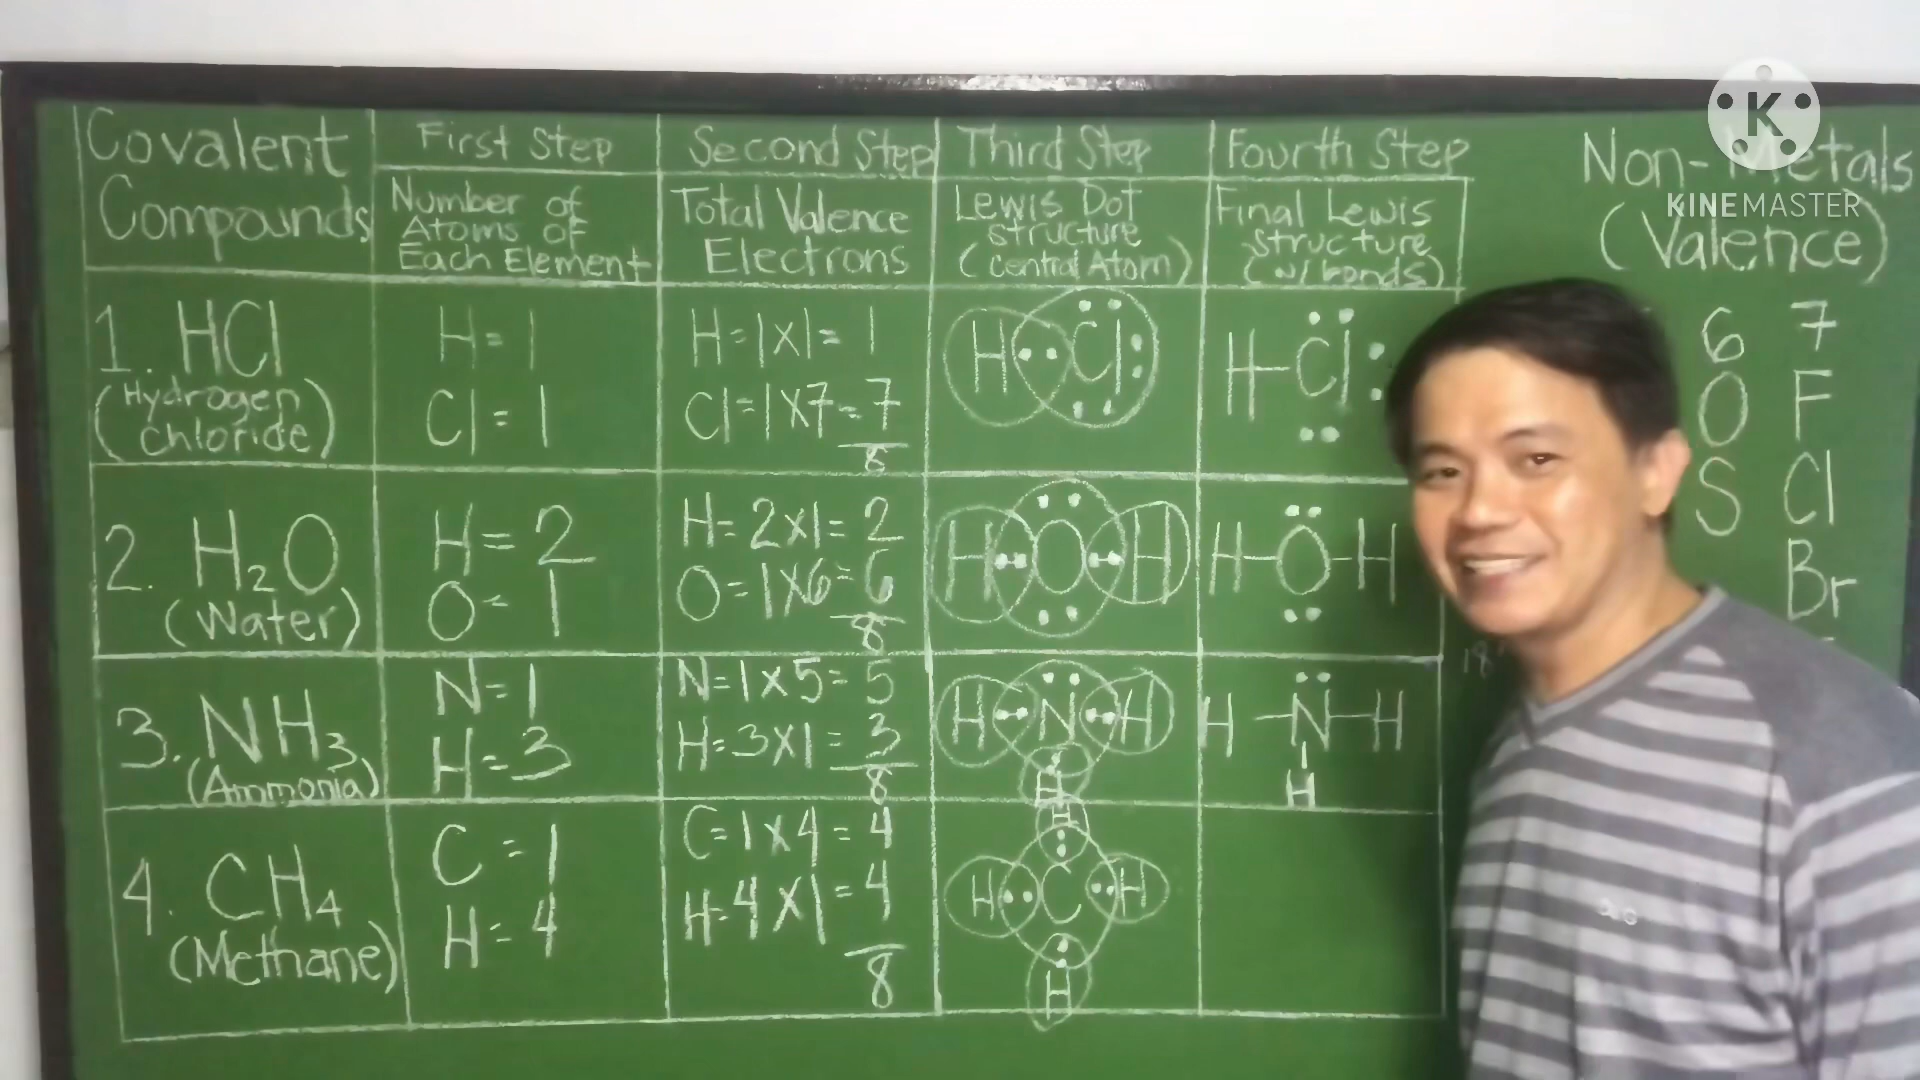 Covalent Compounds
First Step
Second Step
Third Step
Fourth Step
Number of Atoms of Each Element
Total Valence Electrons
Lewis Dot structure (central Atom)
Final Lewis structure (w/ bonds)
1. HCl
(Hydrogen chloride)
H = 1
Cl = 1
H = 1x1 = 1
Cl = 1x7 = 7
8
H Cl
H-Cl
2. H2O
(Water)
H = 2
O = 1
H = 2x1 = 2
O = 1x6 = 6
8
H O H
H-O-H
3. NH3
(Ammonia)
N = 1
H = 3
N = 1x5 = 5
H = 3x1 = 3
8
H N H
H
H-N-H
H
4. CH4
(Methane)
C = 1
H = 4
C = 1x4 = 4
H = 4x1 = 4
8
H
H C H
H
Non-Metals
(Valence)
6 7
O F
S Cl
Br
K
KINEMASTER